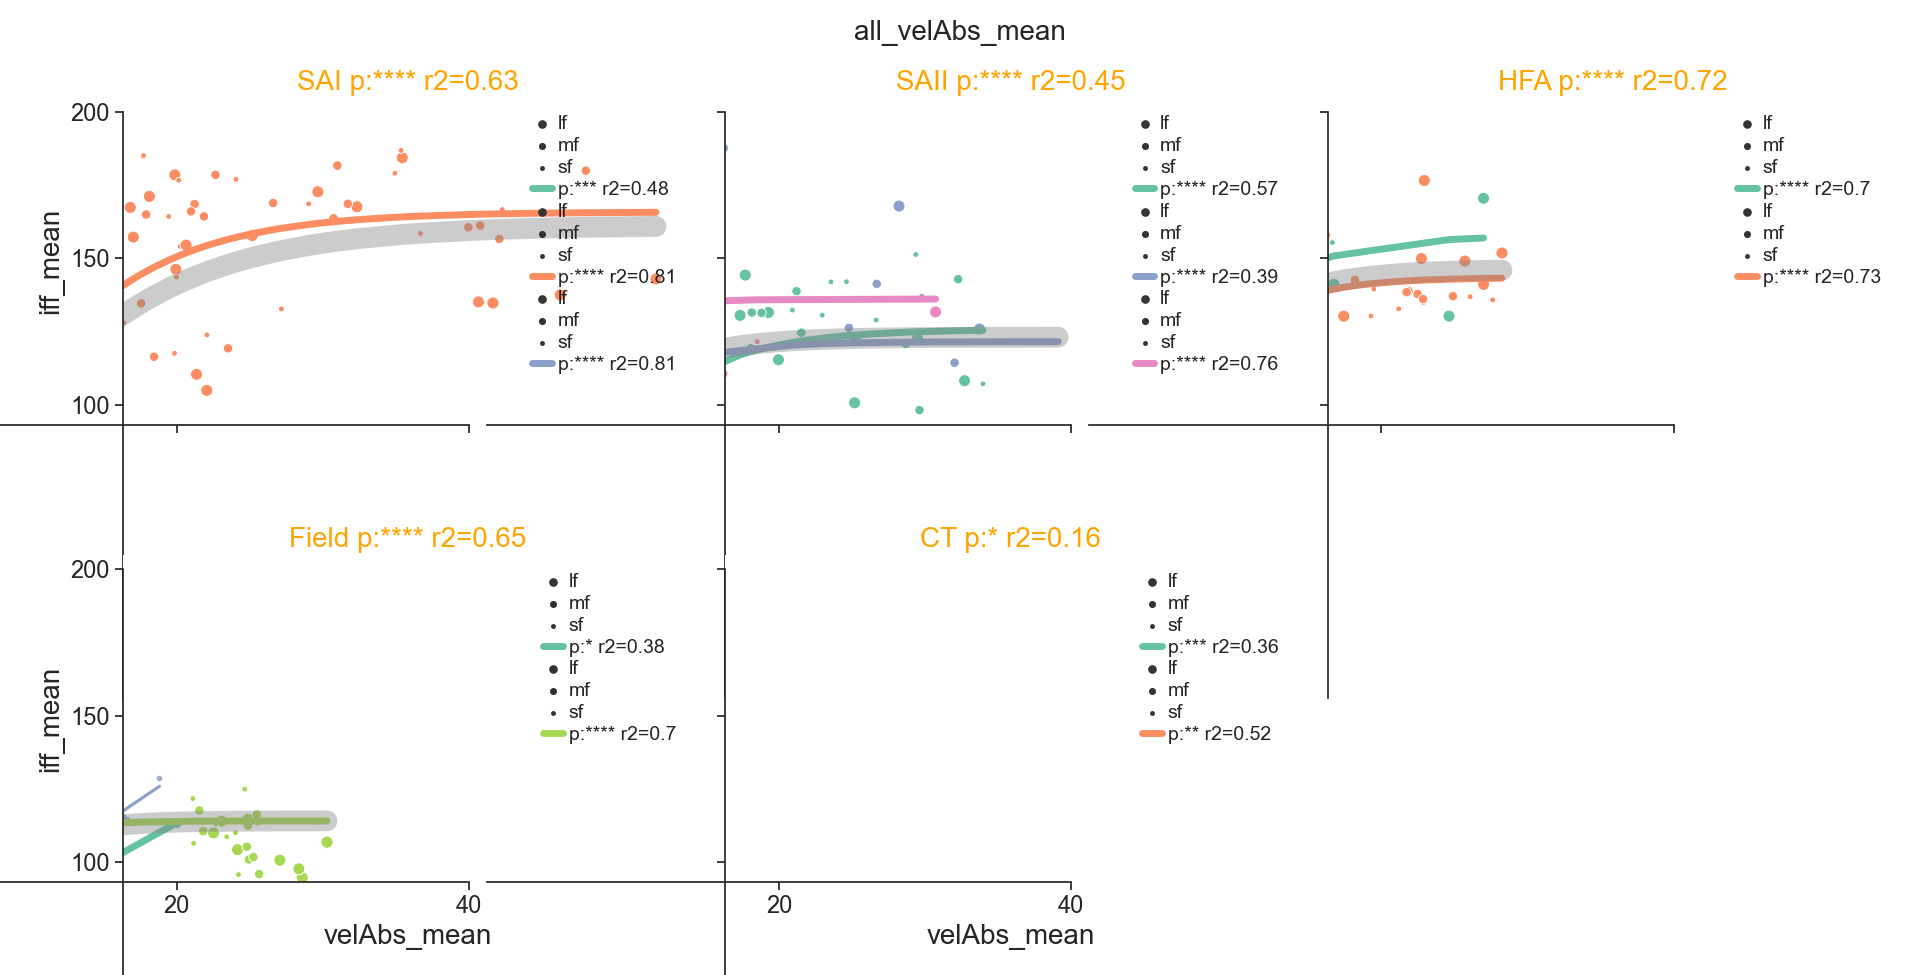 all_velAbs_mean
SAI p:**** r2=0.63
SAII p:**** r2=0.45
HFA p:**** r2=0.72
iff_mean
200
150
100
lf
mf
sf
p:*** r2=0.48
lf
mf
sf
p:**** r2=0.81
lf
mf
sf
p:**** r2=0.81
lf
mf
sf
p:**** r2=0.57
lf
mf
sf
p:**** r2=0.39
lf
mf
sf
p:**** r2=0.76
lf
mf
sf
p:**** r2=0.7
lf
mf
sf
p:**** r2=0.73
Field p:**** r2=0.65
CT p:* r2=0.16
iff_mean
200
150
100
lf
mf
sf
p:* r2=0.38
lf
mf
sf
p:**** r2=0.7
lf
mf
sf
p:*** r2=0.36
lf
mf
sf
p:** r2=0.52
20
40
velAbs_mean
20
40
velAbs_mean